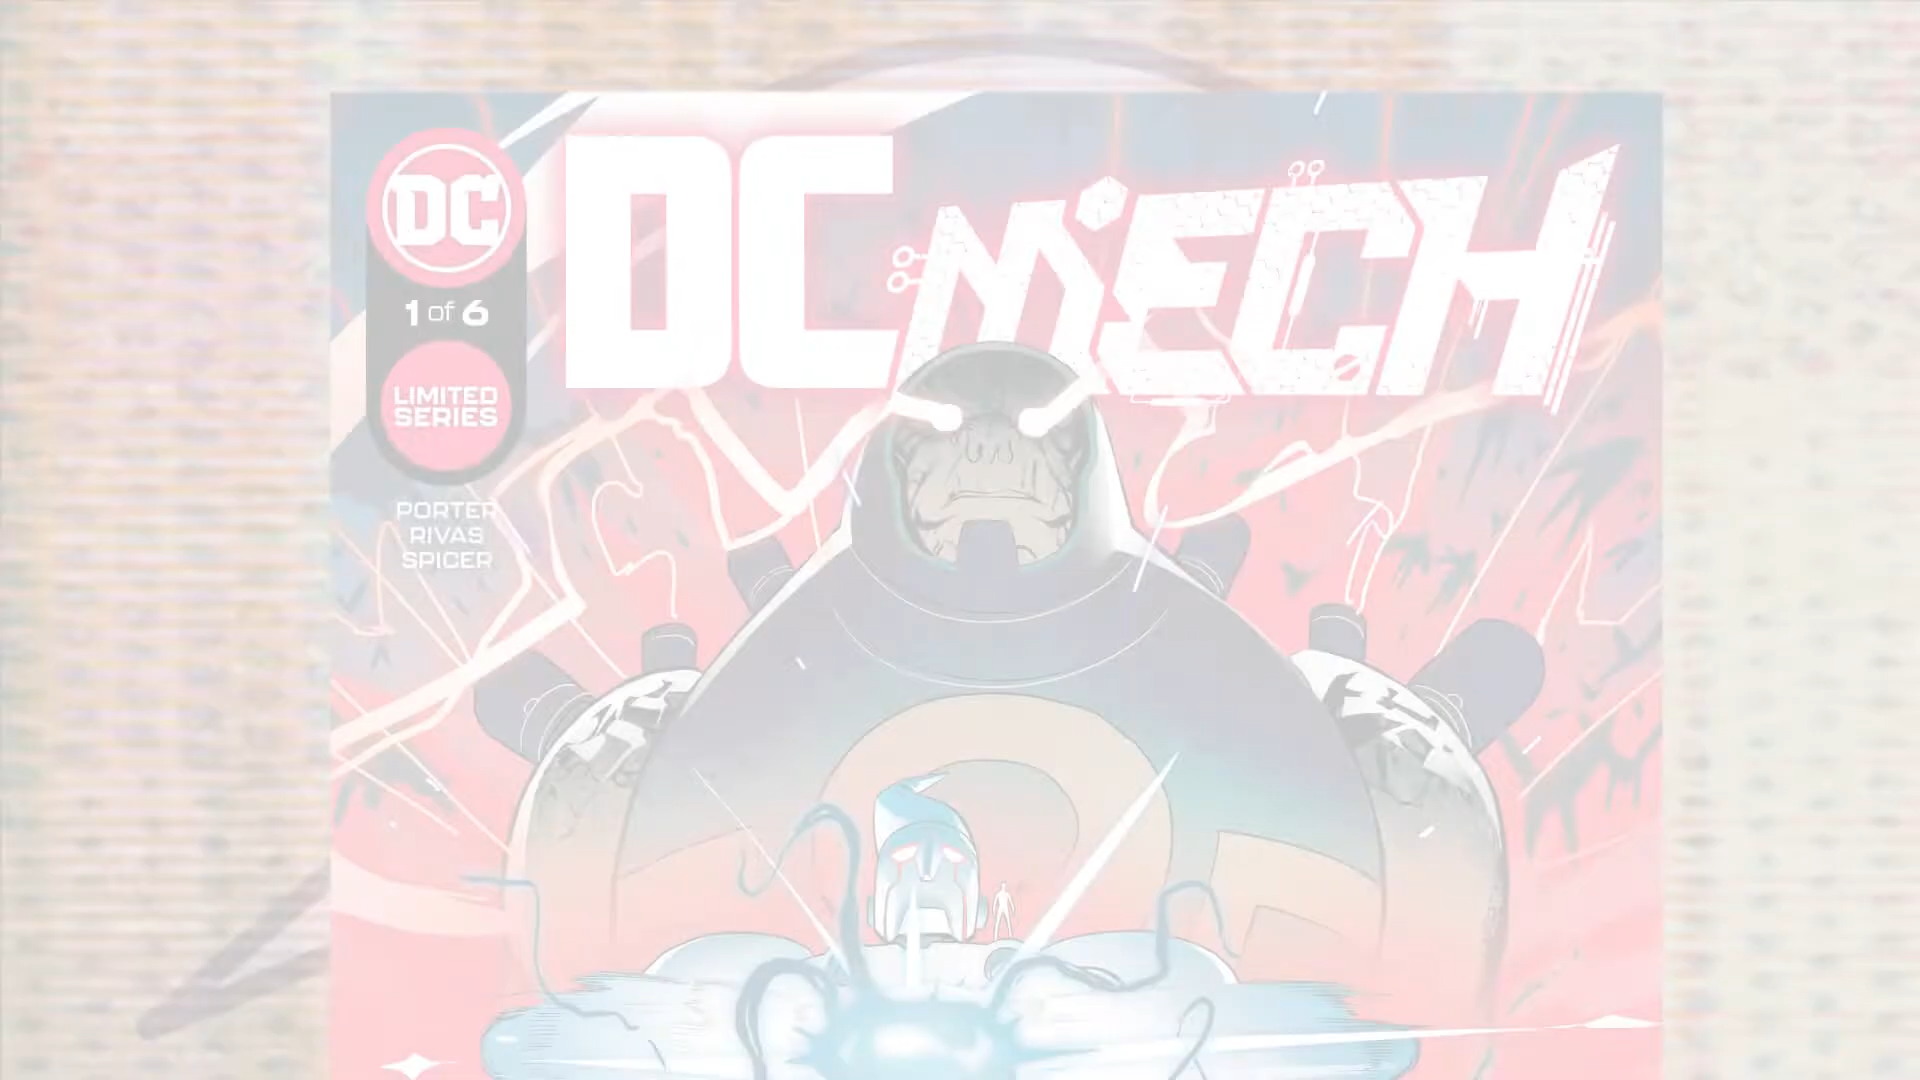 DC
1 of 6
LIMITED
SERIES
PORTER
RIVAS
SPICER
DC MECH